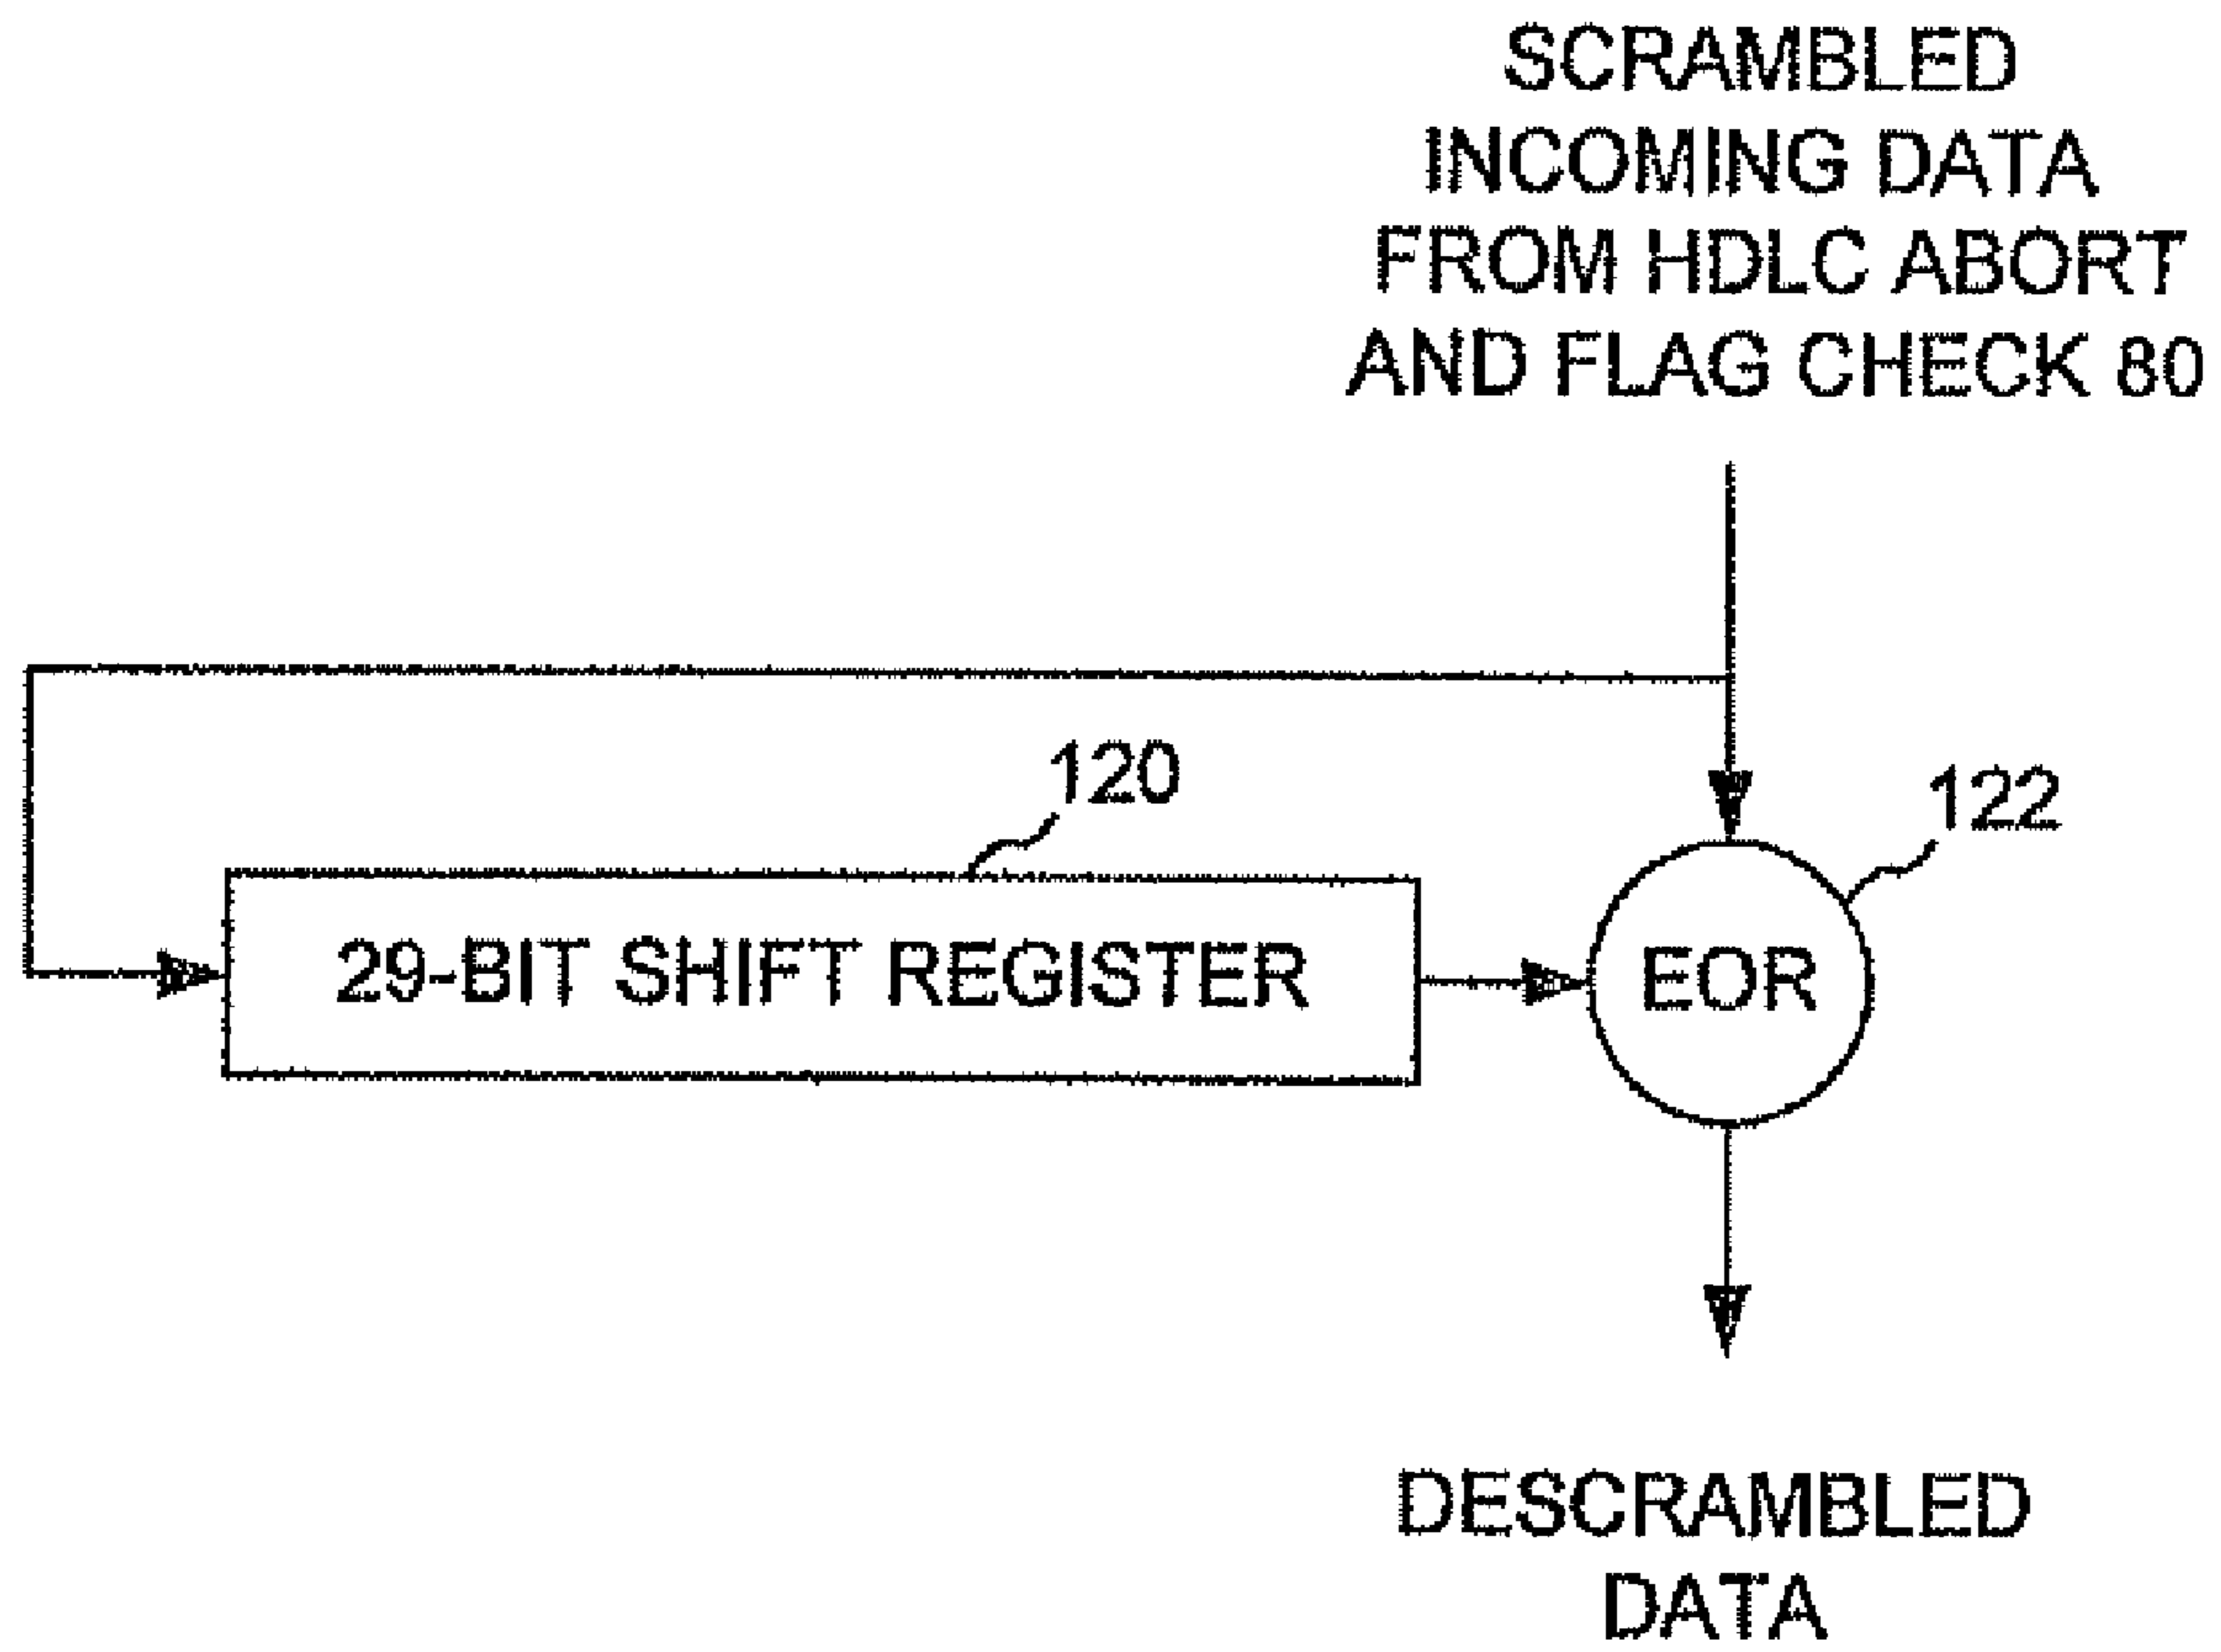 SCRAMBLED
INCOMING DATA
FROM HDLC ABORT
AND FLAG CHECK 80
120
122
29-BIT SHIFT REGISTER
EOR
DESCRAMBLED
DATA